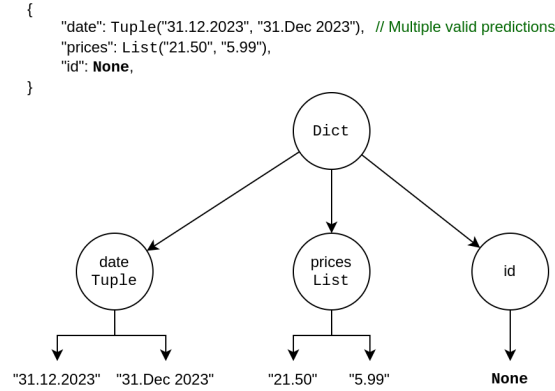 {
"date": Tuple("31.12.2023", "31.Dec 2023"), // Multiple valid predictions
"prices": List("21.50", "5.99"),
"id": None,
}
Dict
date
Tuple
prices
List
id
"31.12.2023" "31.Dec 2023" "21.50" "5.99" None